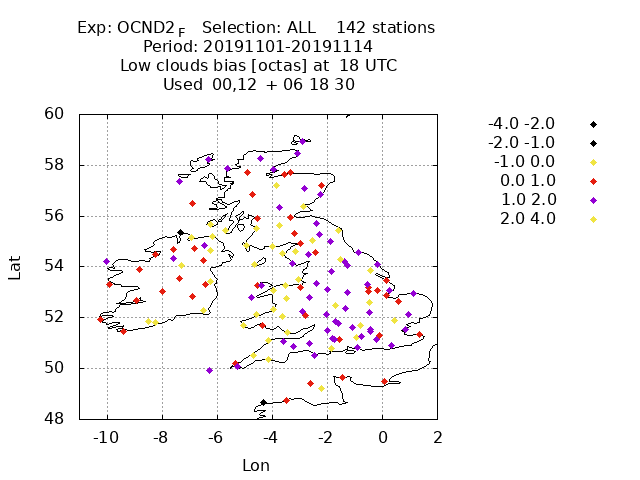 Exp: OCND2_F Selection: ALL 142 stations
Period: 20191101-20191114
Low clouds bias [octas] at 18 UTC
Used 00,12 + 06 18 30
-4.0 -2.0
-2.0 -1.0
-1.0 0.0
0.0 1.0
1.0 2.0
2.0 4.0
60
58
56
54
52
50
48
Lat
-10 -8 -6 -4 -2 0 2
Lon